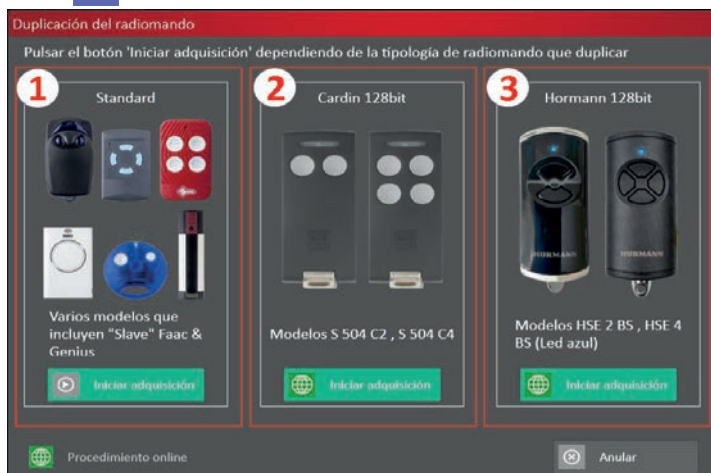 Duplicación del radiomando
Pulsar el botón 'Iniciar adquisición' dependiendo de la tipología de radiomando que duplicar
1
Standard
Varios modelos que
incluyen "Slave" Faac &
Genius
Iniciar adquisición
2
Cardin 128bit
Modelos S 504 C2 , S 504 C4
Iniciar adquisición
3
Hormann 128bit
HORMANN
HORMANN
Modelos HSE 2 BS , HSE 4
BS (Led azul)
Iniciar adquisición
Procedimiento online
Anular